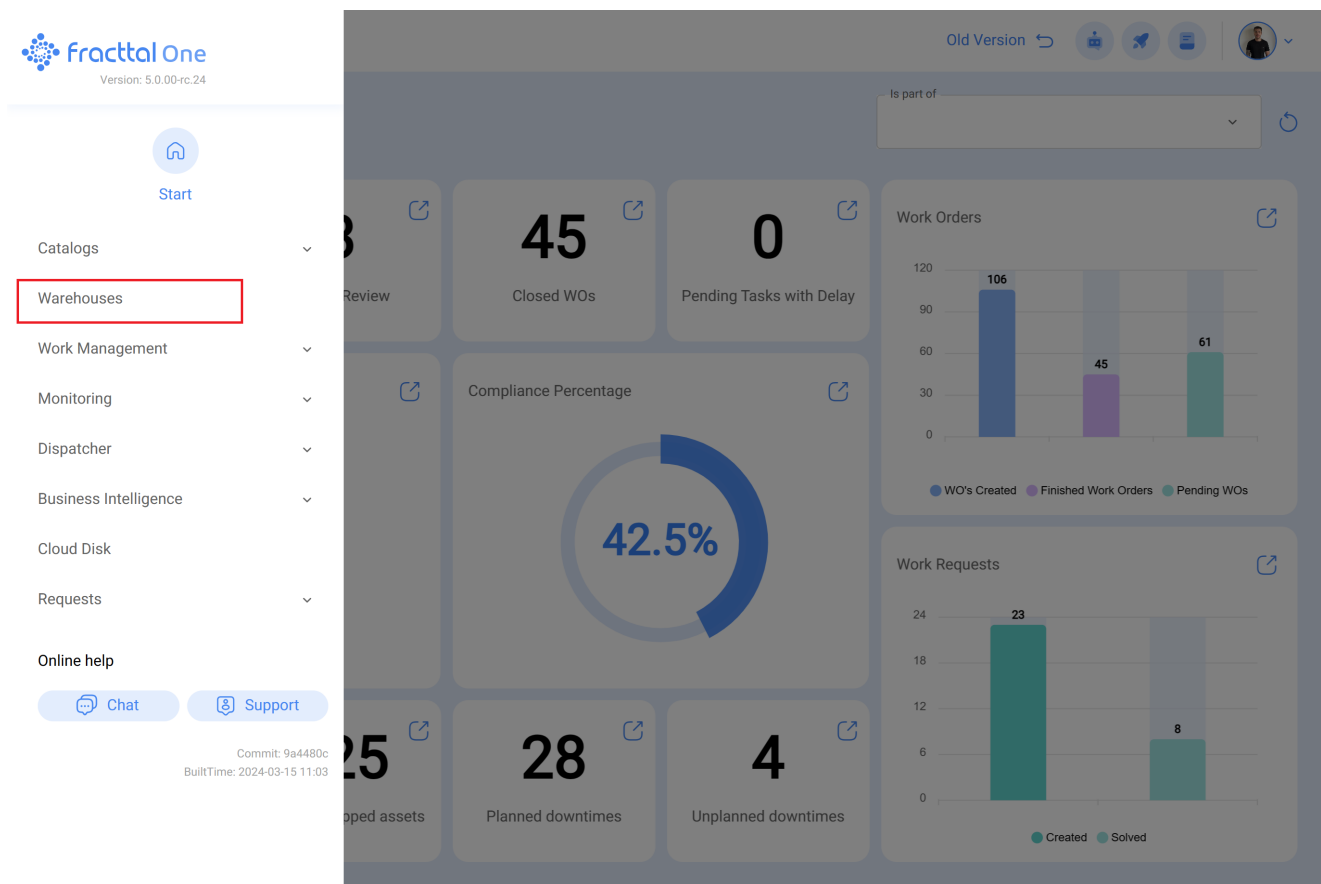 fracttal One
Version: 5.0.00-rc.24
Start
Catalogs
Warehouses
Work Management
Monitoring
Dispatcher
Business Intelligence
Cloud Disk
Requests
Online help
Chat
Support
Commit: 9a4480c
BuiltTime: 2024-03-15 11:03
Old Version
Is part of
Review
45
Closed WOs
0
Pending Tasks with Delay
Work Orders
120
90
60
30
0
106
45
61
WO's Created
Finished Work Orders
Pending WOs
Compliance Percentage
42.5%
Work Requests
24
18
12
6
0
23
8
Created
Solved
25
assets
28
Planned downtimes
4
Unplanned downtimes